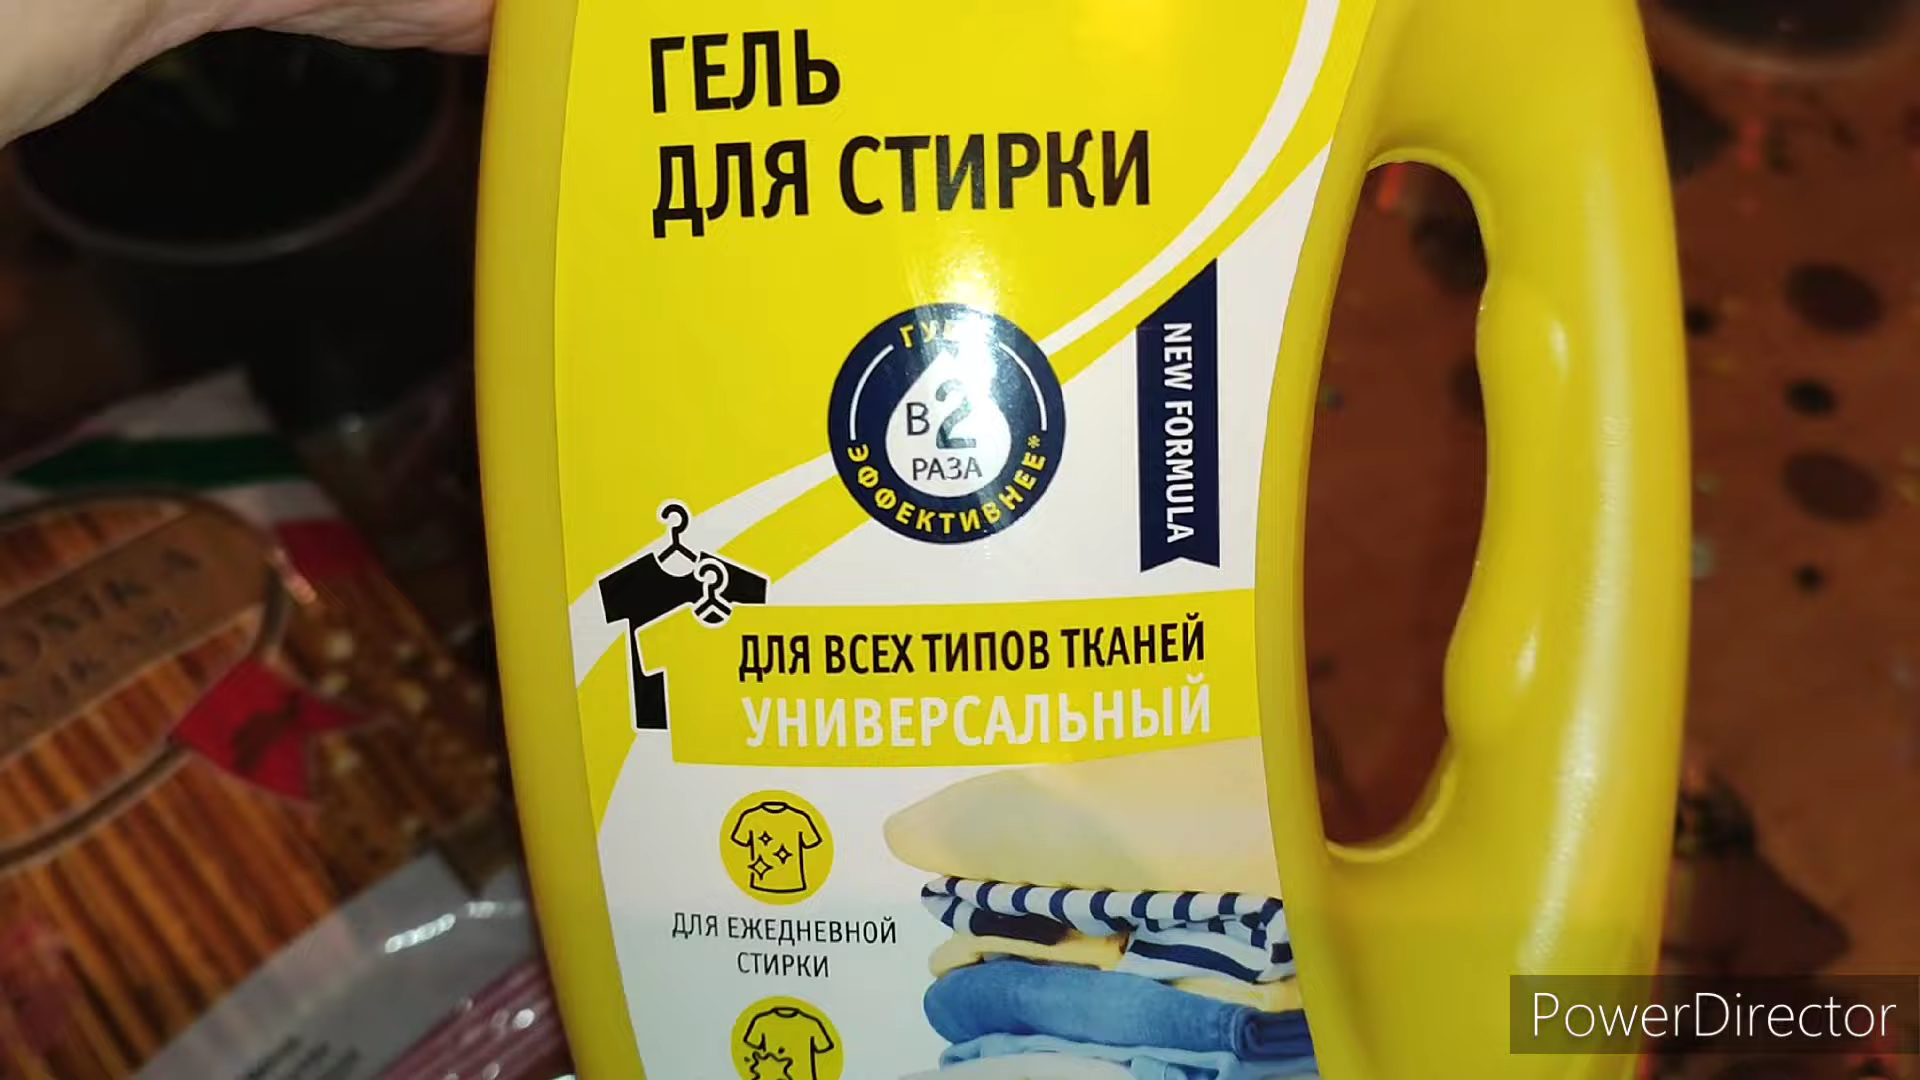 ГЕЛЬ
ДЛЯ СТИРКИ
В 2
РАЗА
ЭФФЕКТИВНЕЕ*
NEW FORMULA
ДЛЯ ВСЕХ ТИПОВ ТКАНЕЙ
УНИВЕРСАЛЬНЫЙ
ДЛЯ ЕЖЕДНЕВНОЙ
СТИРКИ
PowerDirector